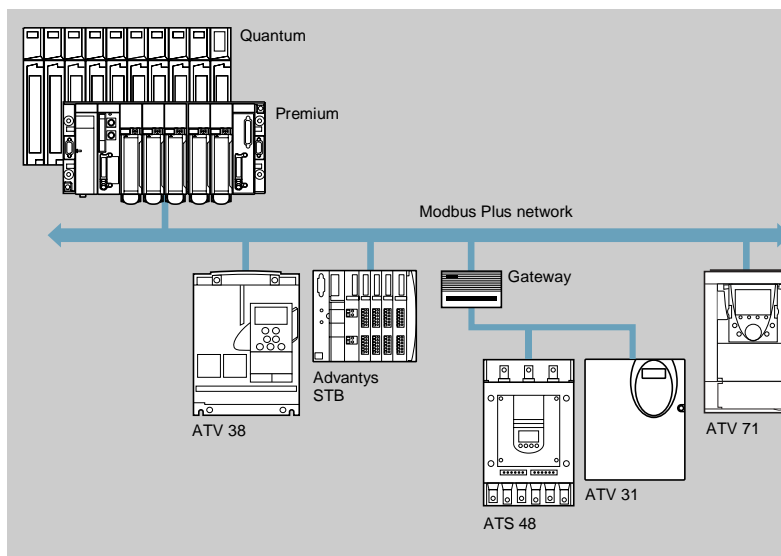 Quantum
Premium
Modbus Plus network
Gateway
Advantys
STB
ATV 38
ATV 71
ATV 31
ATS 48